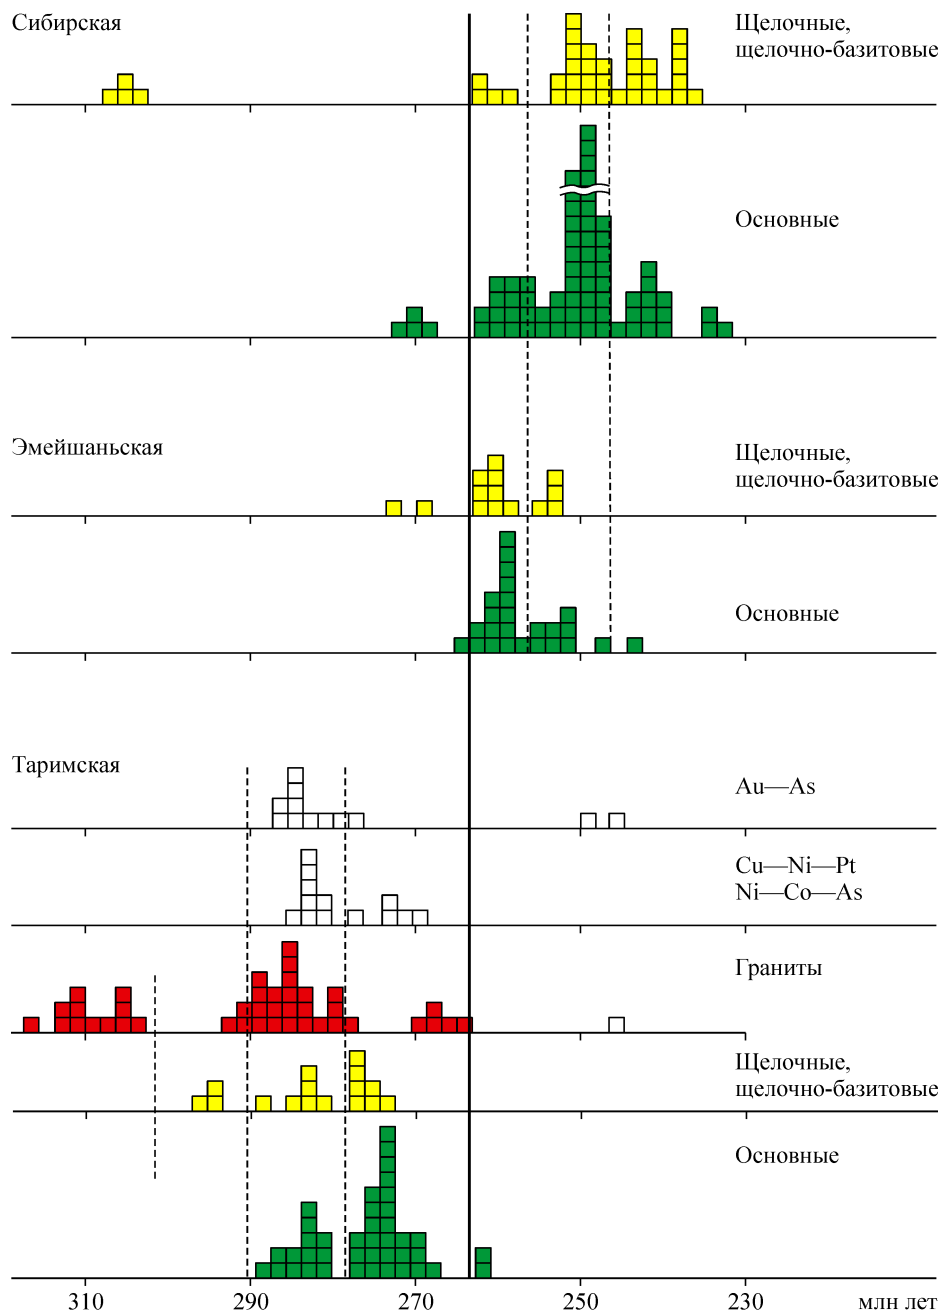 Сибирская
Щелочные,
щелочно-базитовые
Основные
Эмейшаньская
Щелочные,
щелочно-базитовые
Основные
Таримская
Au—As
Cu—Ni—Pt
Ni—Co—As
Граниты
Щелочные,
щелочно-базитовые
Основные
310 290 270 250 230 млн лет